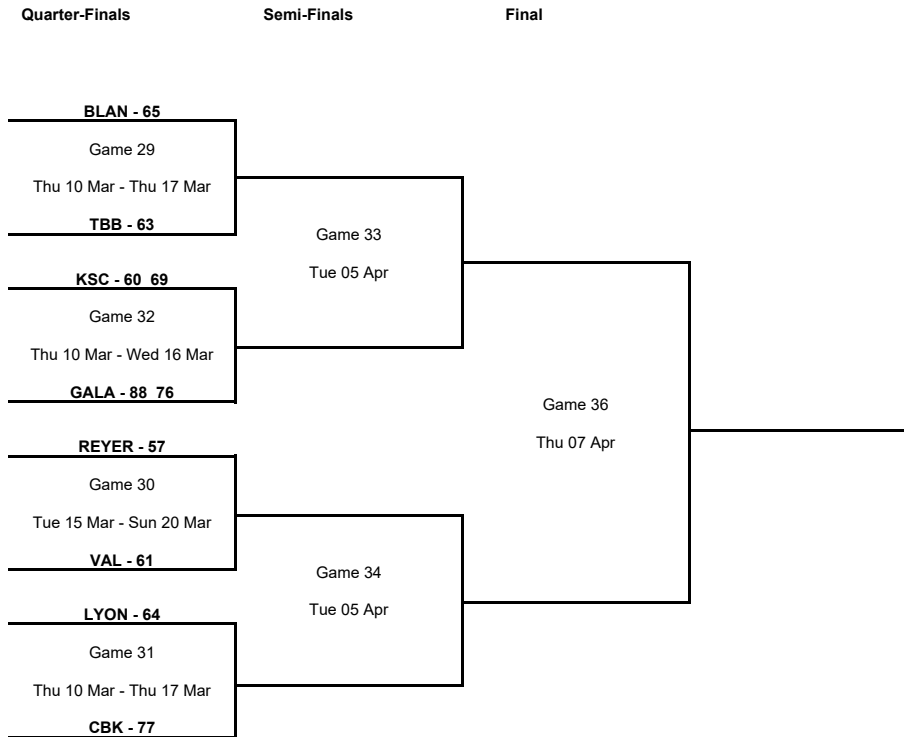 Quarter-Finals Semi-Finals Final
BLAN - 65
Game 29
Thu 10 Mar - Thu 17 Mar
TBB - 63
KSC - 60 69
Game 32
Thu 10 Mar - Wed 16 Mar
GALA - 88 76
REYER - 57
Game 30
Tue 15 Mar - Sun 20 Mar
VAL - 61
LYON - 64
Game 31
Thu 10 Mar - Thu 17 Mar
CBK - 77
Game 33
Tue 05 Apr
Game 34
Tue 05 Apr
Game 36
Thu 07 Apr